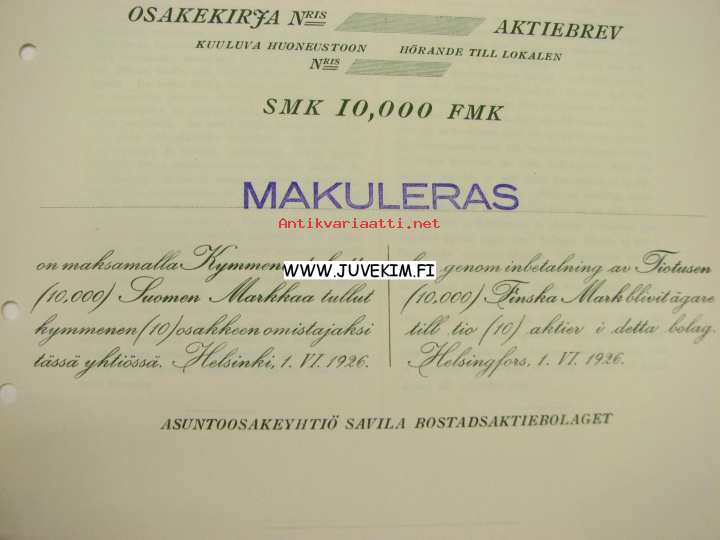 OSAKEKIRJA NRIS AKTIEBREV
KUULUVA HUONEUSTOON HÖRANDE TILL LOKALEN
NRIS
SMK 10,000 FMK
MAKULERAS
Antikvariaatti.net
on maksamalla
(10,000) Suomen Markkaa tullut
kymmenen (10) osakkeen omistajaksi
tässä yhtiössä. Helsinki, 1. VI. 1926.
genom inbetalning av Tiotusen
(10,000) Finska Mark blivit ägare
till tio (10) aktier i detta bolag.
Helsingfors, 1. VI. 1926.
WWW.JUVEKIM.FI
ASUNTOOSAKEYHTIÖ SAVILA BOSTADSAKTIEBOLAGET